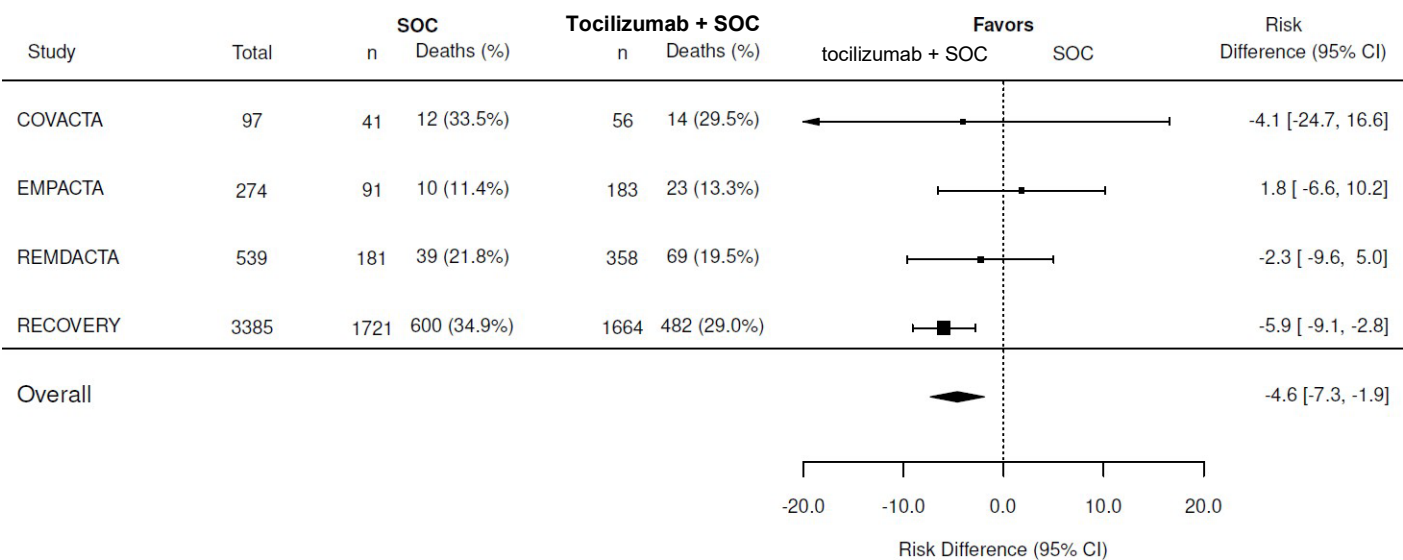 SOC Tocilizumab + SOC Favors Risk
Study Total n Deaths (%) n Deaths (%) tocilizumab + SOC SOC Difference (95% CI)
COVACTA 97 41 12 (33.5%) 56 14 (29.5%) -4.1 [-24.7, 16.6]
EMPACTA 274 91 10 (11.4%) 183 23 (13.3%) 1.8 [ -6.6, 10.2]
REMDACTA 539 181 39 (21.8%) 358 69 (19.5%) -2.3 [ -9.6, 5.0]
RECOVERY 3385 1721 600 (34.9%) 1664 482 (29.0%) -5.9 [ -9.1, -2.8]
Overall -4.6 [-7.3, -1.9]
-20.0 -10.0 0.0 10.0 20.0
Risk Difference (95% CI)